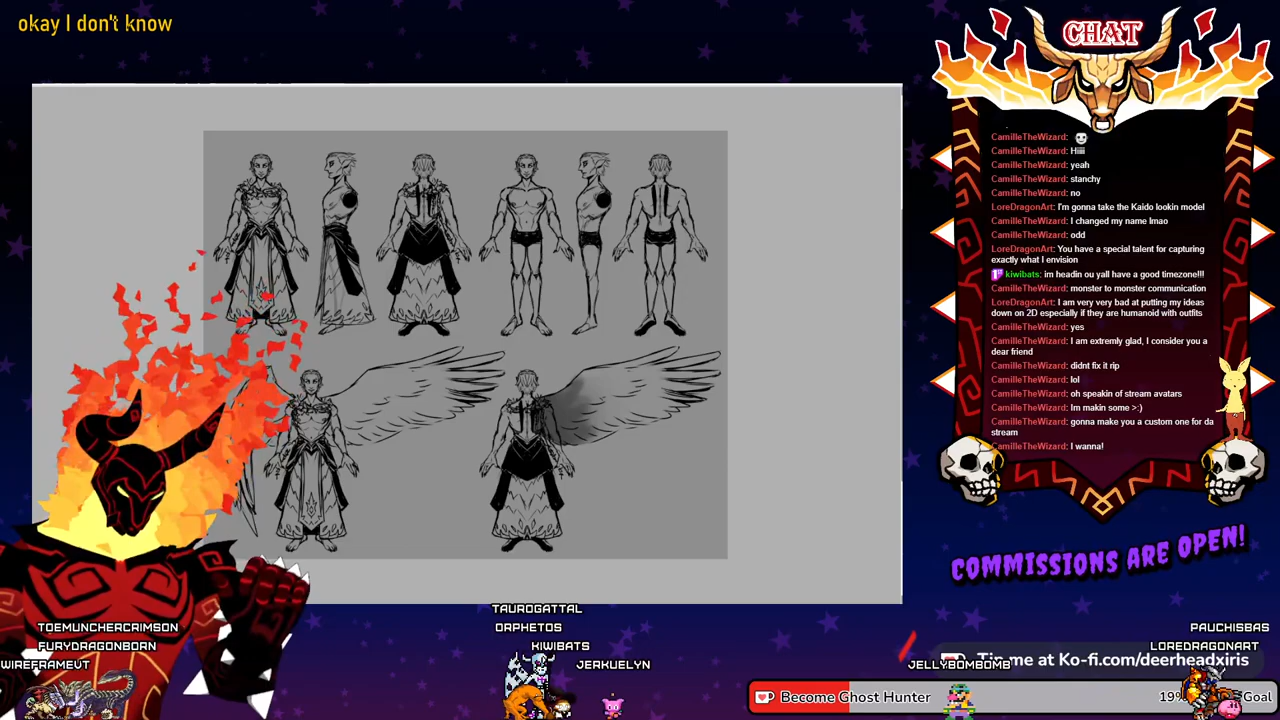 okay I don't know
CHAT
CamilleTheWizard:
CamilleTheWizard: Hiiii
CamilleTheWizard: yeah
CamilleTheWizard: stanchy
CamilleTheWizard: no
LoreDragonArt: I'm gonna take the Kaido lookin model
CamilleTheWizard: I changed my name lmao
CamilleTheWizard: odd
LoreDragonArt: You have a special talent for capturing
exactly what I envision
kiwibats: im headin ou yall have a good timezone!!!
CamilleTheWizard: monster to monster communication
LoreDragonArt: I am very very bad at putting my ideas
down on 2D especially if they are humanoid with outfits
CamilleTheWizard: yes
CamilleTheWizard: I am extremly glad, I consider you a
dear friend
CamilleTheWizard: didnt fix it rip
CamilleTheWizard: lol
CamilleTheWizard: oh speakin of stream avatars
CamilleTheWizard: Im makin some >:)
CamilleTheWizard: gonna make you a custom one for da
stream
CamilleTheWizard: I wanna!
COMMISSIONS ARE OPEN!
TAUROGATTAL
ORPHETOS
KIWIBATS
JERKUELYN
TOEMUNCHERCRIMSON
FURYDRAGONBORN
WIREFRAMEVT
PAUCHISBAS
LOREDRAGONART
JELLYBOMBOMB
Tip me at Ko-fi.com/deerheadxiris
Become Ghost Hunter
19%
Goal